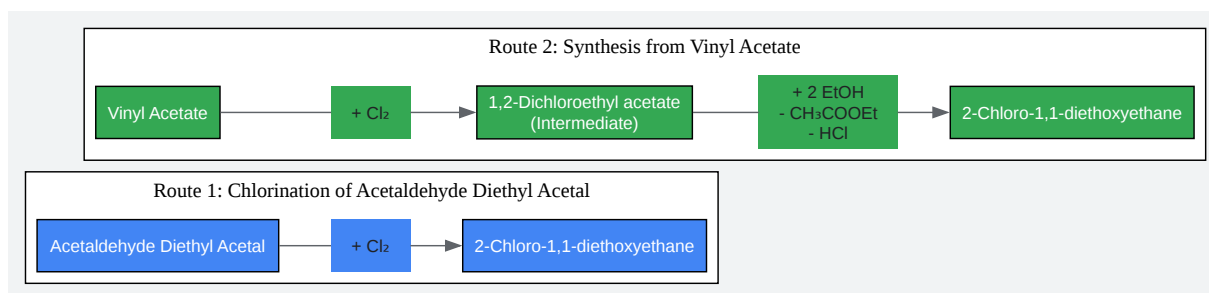 Route 2: Synthesis from Vinyl Acetate
Vinyl Acetate
+ Cl₂
1,2-Dichloroethyl acetate
(Intermediate)
+ 2 EtOH
- CH₃COOEt
- HCl
2-Chloro-1,1-diethoxyethane
Route 1: Chlorination of Acetaldehyde Diethyl Acetal
Acetaldehyde Diethyl Acetal
+ Cl₂
2-Chloro-1,1-diethoxyethane